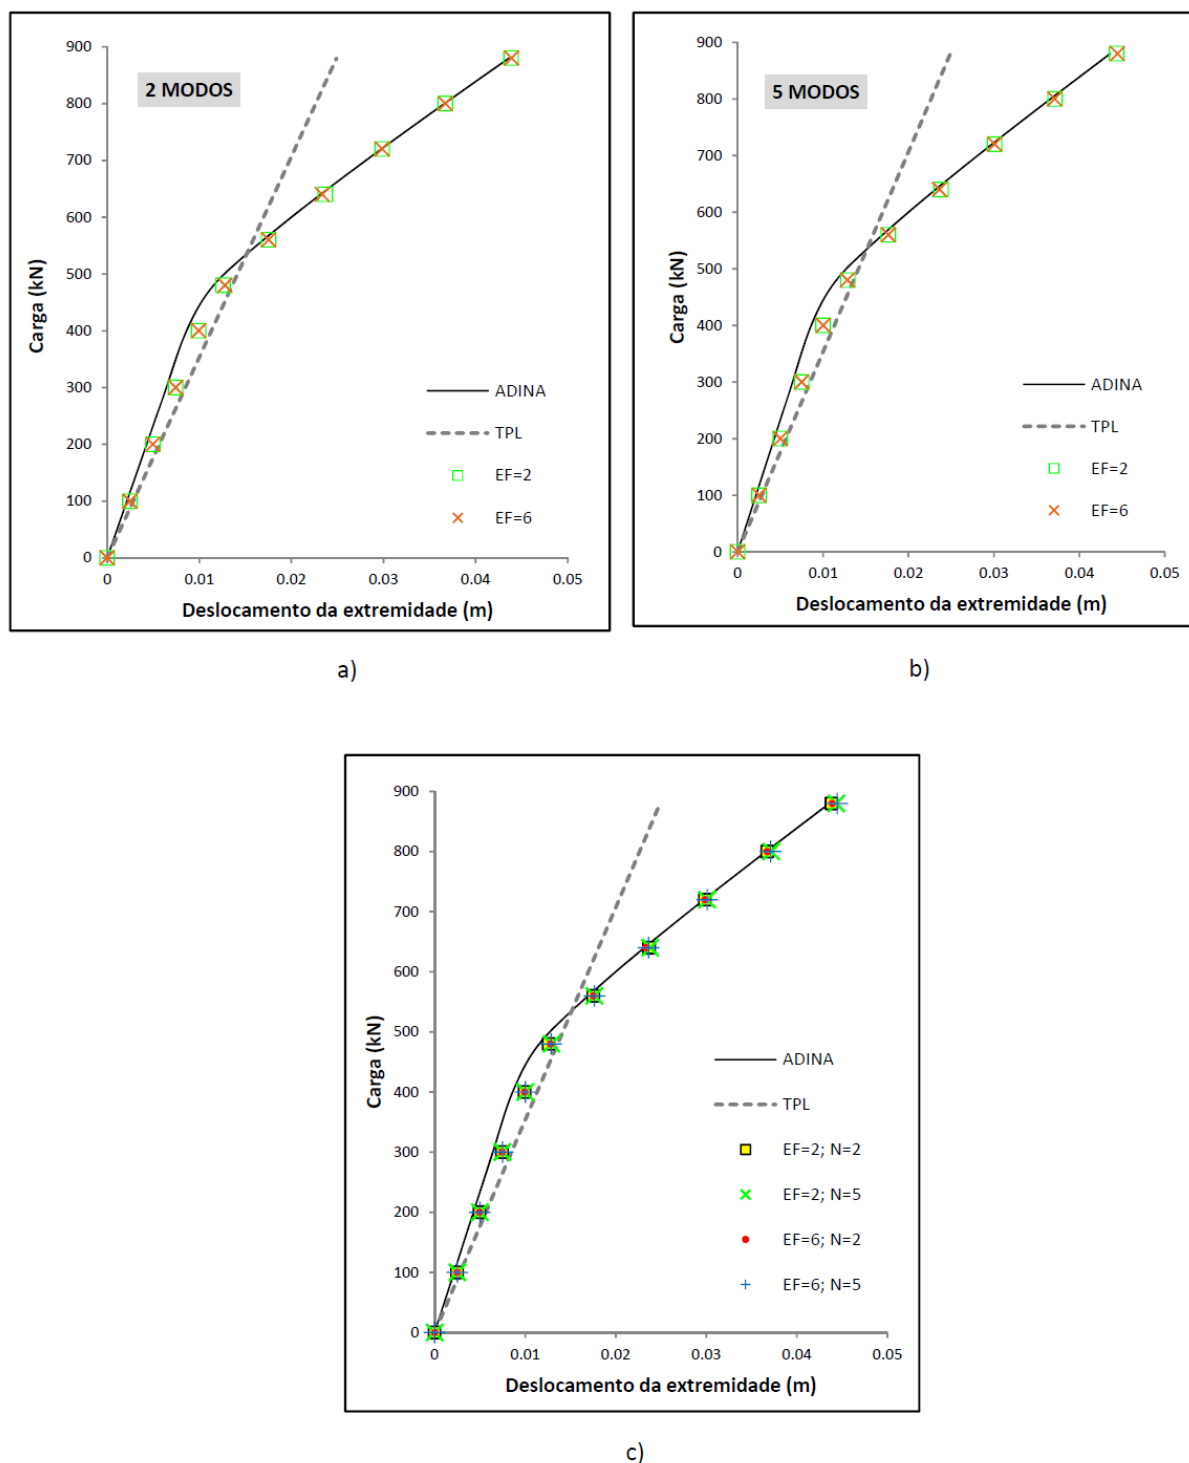 900
800
700
600
500
400
300
200
100
0
Carga (kN)
2 MODOS
ADINA
TPL
EF=2
EF=6
0 0.01 0.02 0.03 0.04 0.05
Deslocamento da extremidade (m)
a)
900
800
700
600
500
400
300
200
100
0
Carga (kN)
5 MODOS
ADINA
TPL
EF=2
EF=6
0 0.01 0.02 0.03 0.04 0.05
Deslocamento da extremidade (m)
b)
900
800
700
600
500
400
300
200
100
0
Carga (kN)
ADINA
TPL
EF=2; N=2
EF=2; N=5
EF=6; N=2
EF=6; N=5
0 0.01 0.02 0.03 0.04 0.05
Deslocamento da extremidade (m)
c)